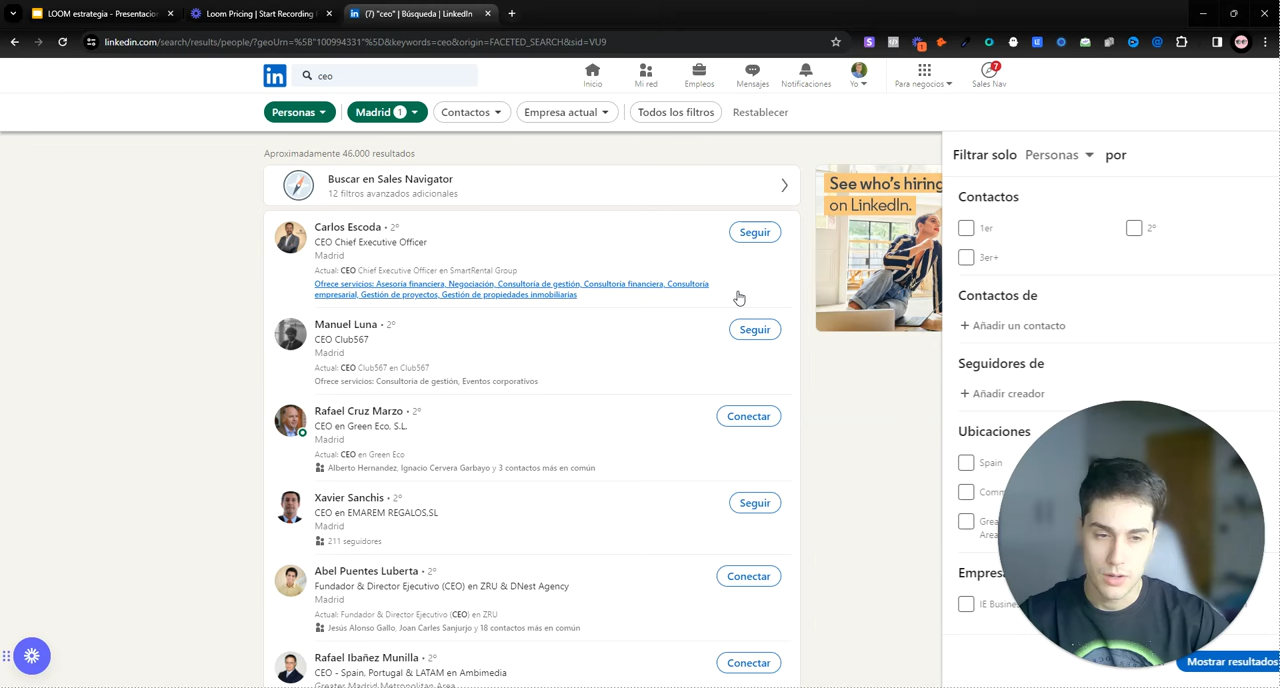 LOOM estrategia - Presentacion
Loom Pricing | Start Recording
(7) "ceo" | Búsqueda | LinkedIn
linkedin.com/search/results/people/?geoUrn=%5B"100994331"%5D&keywords=ceo&origin=FACETED_SEARCH&sid=VU9
ceo
Inicio
Mi red
Empleos
Mensajes
Notificaciones
Yo
Para negocios
7
Sales Nav
Personas
Madrid 1
Contactos
Empresa actual
Todos los filtros
Restablecer
Aproximadamente 46.000 resultados
Buscar en Sales Navigator
12 filtros avanzados adicionales
Carlos Escoda • 2º
CEO Chief Executive Officer
Madrid
Actual: CEO Chief Executive Officer en SmartRental Group
Ofrece servicios: Asesoría financiera, Negociación, Consultoría de gestión, Consultoría financiera, Consultoría
empresarial, Gestión de proyectos, Gestión de propiedades inmobiliarias
Seguir
Manuel Luna • 2º
CEO Club567
Madrid
Actual: CEO Club567 en Club567
Ofrece servicios: Consultoría de gestión, Eventos corporativos
Seguir
Rafael Cruz Marzo • 2º
CEO en Green Eco, S.L.
Madrid
Actual: CEO en Green Eco
Alberto Hernandez, Ignacio Cervera Garbayo y 3 contactos más en común
Conectar
Xavier Sanchis • 2º
CEO en EMAREM REGALOS,SL
Madrid
211 seguidores
Seguir
Abel Puentes Luberta • 2º
Fundador & Director Ejecutivo (CEO) en ZRU & DNest Agency
Madrid
Actual: Fundador & Director Ejecutivo (CEO) en ZRU
Jesús Alonso Gallo, Joan Carles Sanjurjo y 18 contactos más en común
Conectar
Rafael Ibañez Munilla • 2º
CEO - Spain, Portugal & LATAM en Ambimedia
Greater Madrid Metropolitan Area
Conectar
See who's hiring
on LinkedIn.
Filtrar solo Personas por
Contactos
1er
2º
3er+
Contactos de
+ Añadir un contacto
Seguidores de
+ Añadir creador
Ubicaciones
Spain
Area
IE Busines
Mostrar resultados